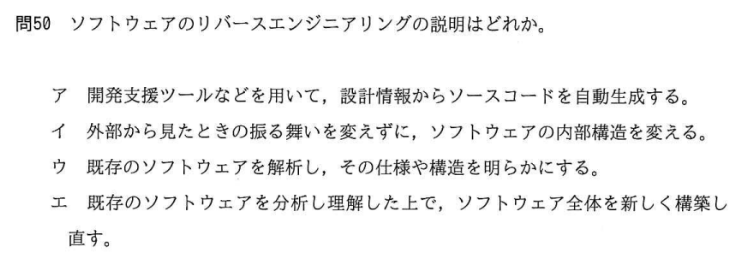 問50 ソフトウェアのリバースエンジニアリングの説明はどれか。
ア 開発支援ツールなどを用いて，設計情報からソースコードを自動生成する。
イ 外部から見たときの振る舞いを変えずに，ソフトウェアの内部構造を変える。
ウ 既存のソフトウェアを解析し，その仕様や構造を明らかにする。
エ 既存のソフトウェアを分析し理解した上で，ソフトウェア全体を新しく構築し
直す。